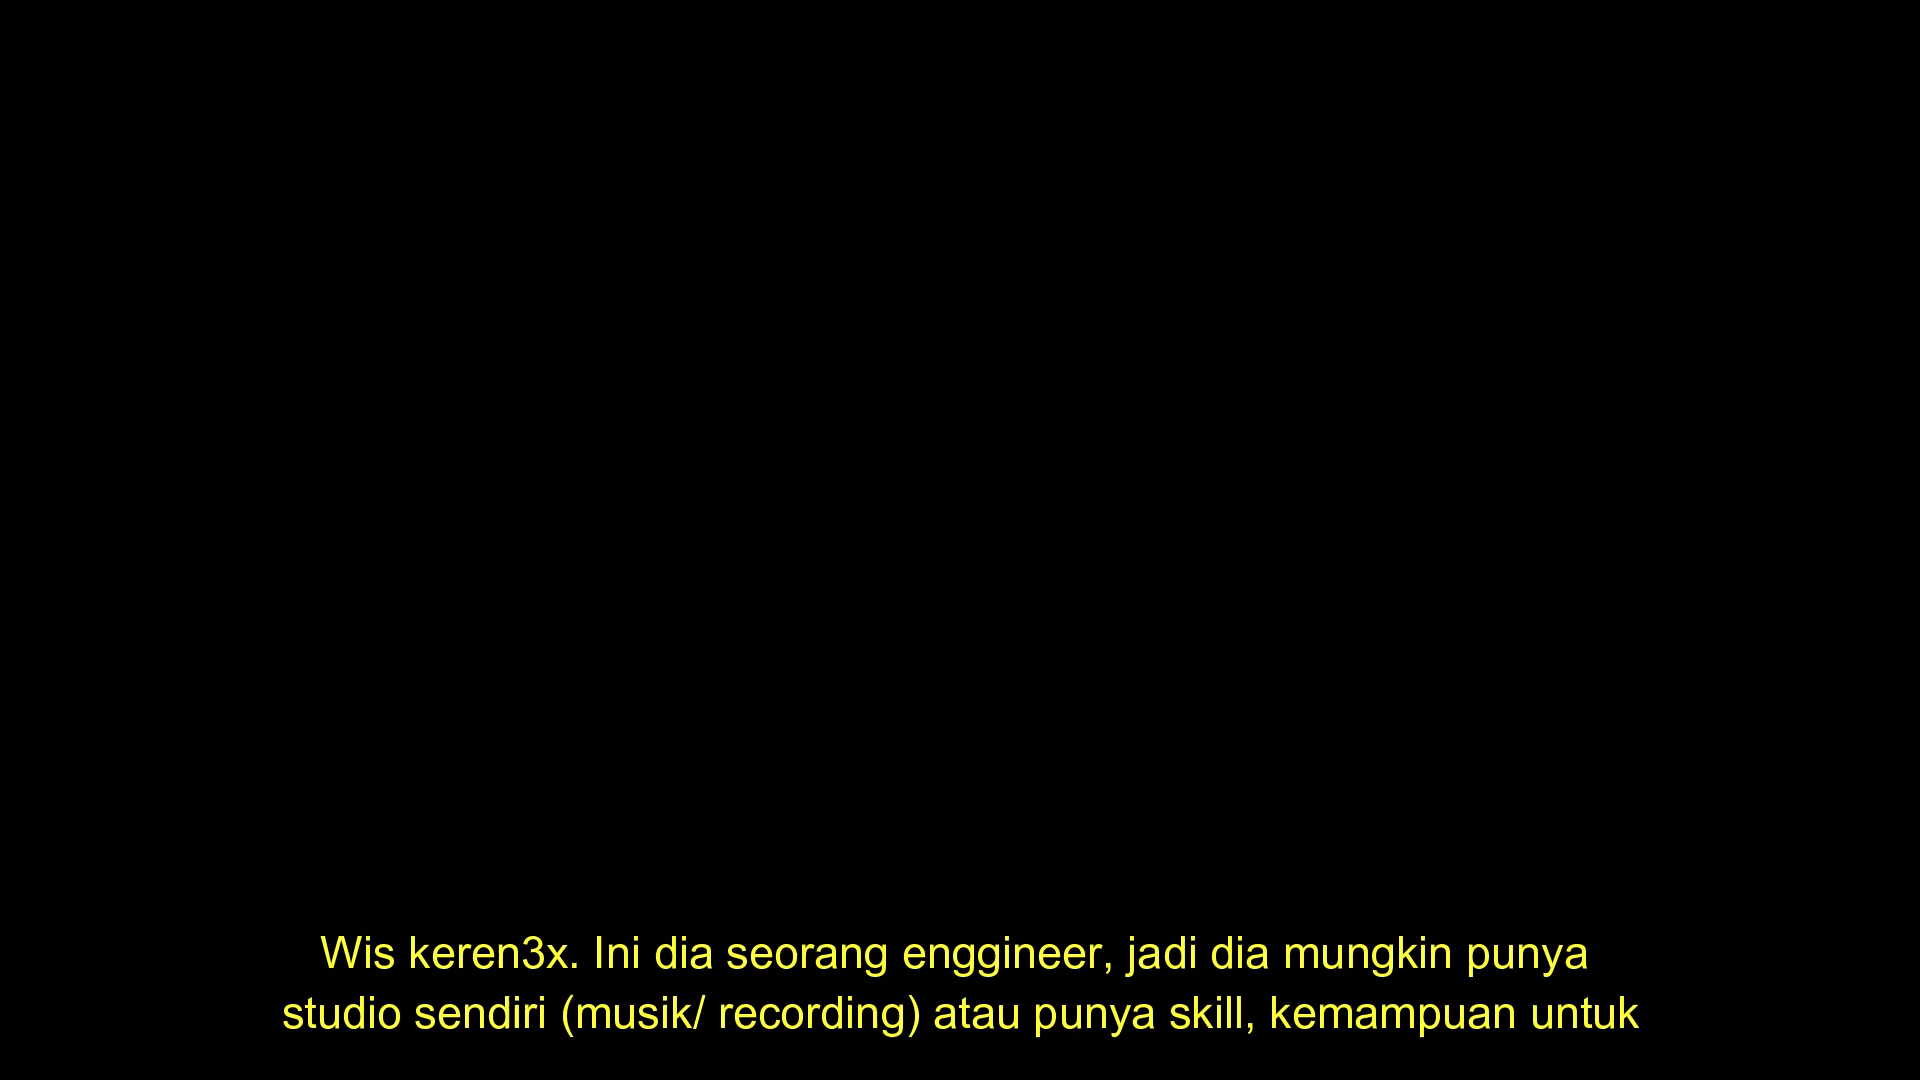 Wis keren3x. Ini dia seorang enggineer, jadi dia mungkin punya
studio sendiri (musik/ recording) atau punya skill, kemampuan untuk